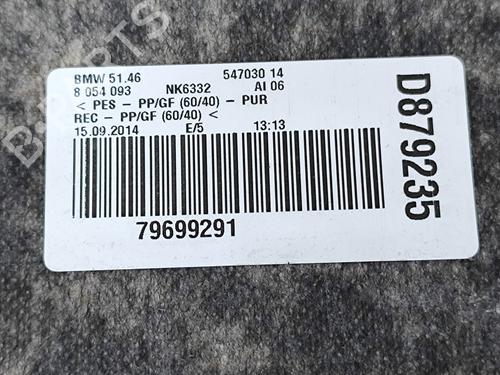 BMW 51.46 547030 14
8 054 093 NK6332 AI 06
< PES - PP/GF (60/40) - PUR
REC - PP/GF (60/40) <
15.09.2014 E/5 13:13
79699291
D879235